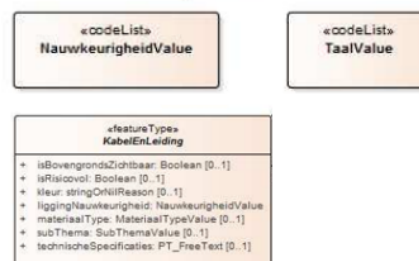 «codeList»
NauwkeurigheidValue
«codeList»
TaalValue
«featureType»
KabelEnLeiding
+ isBovengrondsZichtbaar: Boolean [0..1]
+ isRisicovol: Boolean [0..1]
+ kleur: stringOrNilReason [0..1]
+ liggingNauwkeurigheid: NauwkeurigheidValue
+ materiaalType: MateriaalTypeValue [0..1]
+ subThema: SubThemaValue [0..1]
+ technischeSpecificaties: PT_FreeText [0..1]